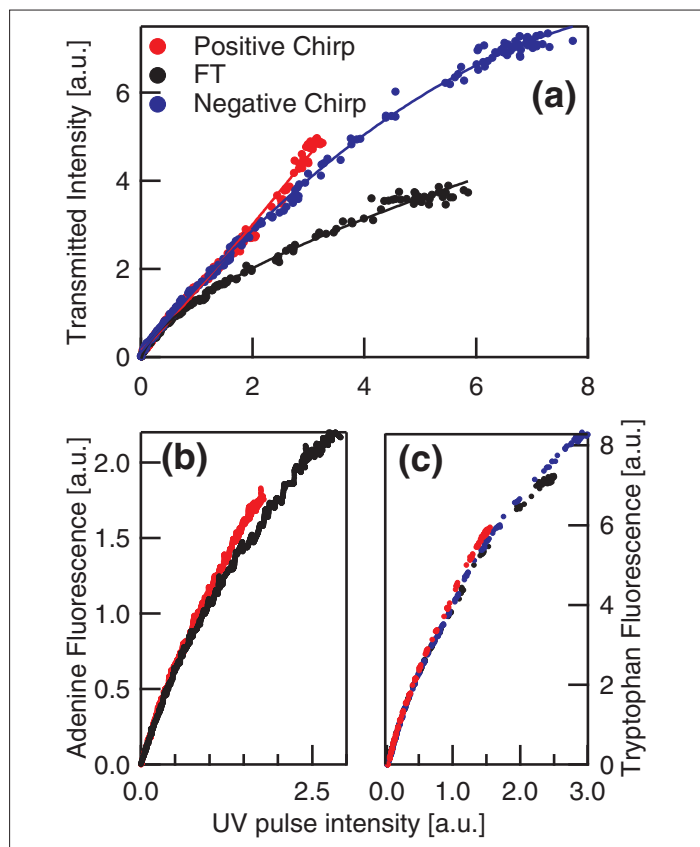 Transmitted Intensity [a.u.]
6
4
2
0
Positive Chirp
FT
Negative Chirp
(a)
0 2 4 6 8
Adenine Fluorescence [a.u.]
2.0
1.5
1.0
0.5
0.0
(b)
0.0 2.5
(c)
8
6
4
2
0
Tryptophan Fluorescence [a.u.]
0.0 1.0 2.0 3.0
UV pulse intensity [a.u.]